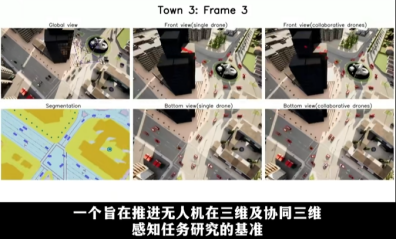 Town 3: Frame 3
Global view
Front view(single drone)
Front view(collaborative drones)
Segmentation
Bottom view(single drone)
Bottom view(collaborative drones)
一个旨在推进无人机在三维及协同三维
感知任务研究的基准